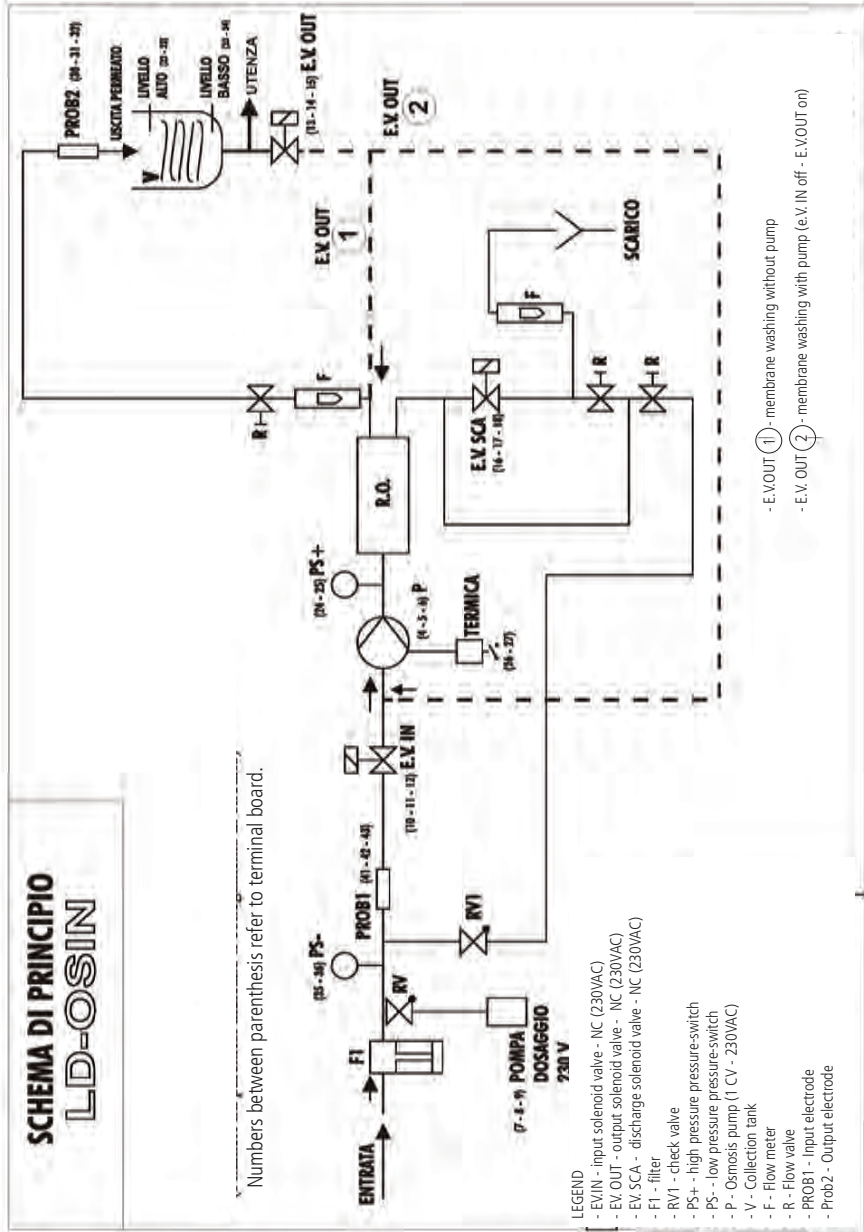 SCHEMA DI PRINCIPIO
LD-OSIN
Numbers between parenthesis refer to terminal board.
ENTRATA
F1
RV
(7 - 8 - 9) POMPA
DOSAGGIO
230 V
(35 - 36) PS-
PROB1 (41 - 42 - 43)
RV1
(10 - 11 - 12) E.V. IN
(24 - 25) PS+
(4 - 5 - 6) P
TERMICA
(26 - 27)
R.O.
R
F
E.V. SCA
(16 - 17 - 18)
F
R
R
SCARICO
E.V. OUT
1
E.V. OUT
2
PROB2
USCITA PERMEATO
LIVELLO
ALTO
LIVELLO
BASSO
V
UTENZA
(13 - 14 - 15) E.V. OUT
LEGEND
- EV.IN - input solenoid valve - NC (230VAC)
- EV. OUT - output solenoid valve - NC (230VAC)
- EV. SCA - discharge solenoid valve - NC (230VAC)
- F1 - filter
- RV1 - check valve
- PS+ - high pressure pressure-switch
- PS- - low pressure pressure-switch
- P - Osmosis pump (1 CV - 230VAC)
- V - Collection tank
- F - Flow meter
- R - Flow valve
- PROB1 - Input electrode
- Prob2 - Output electrode
- E.V.OUT 1 - membrane washing without pump
- E.V. OUT 2 - membrane washing with pump (e.V. IN off - E.V.OUT on)